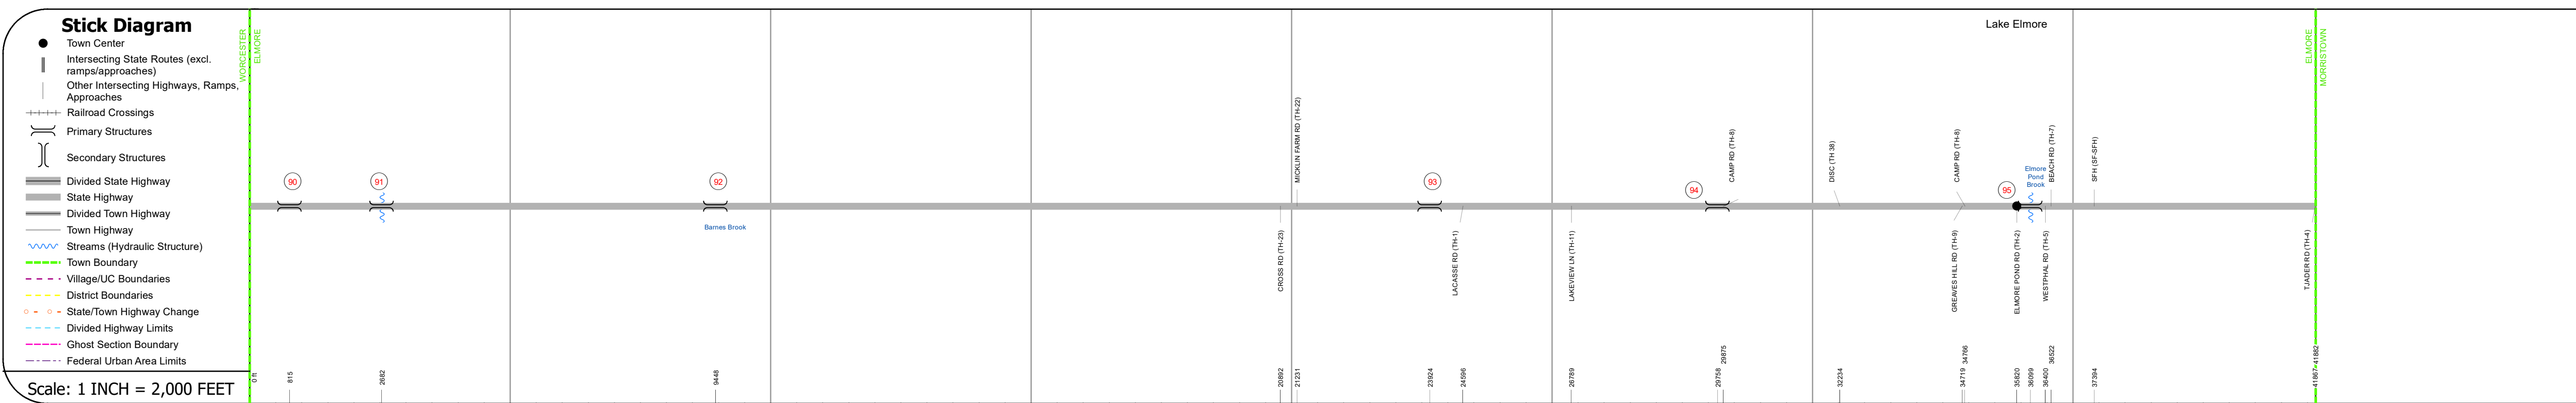 Stick Diagram
Town Center
Intersecting State Routes (excl.
ramps/approaches)
Other Intersecting Highways, Ramps,
Approaches
Railroad Crossings
Primary Structures
Secondary Structures
Divided State Highway
State Highway
Divided Town Highway
Town Highway
Streams (Hydraulic Structure)
Town Boundary
Village/UC Boundaries
District Boundaries
State/Town Highway Change
Divided Highway Limits
Ghost Section Boundary
Federal Urban Area Limits
Scale: 1 INCH = 2,000 FEET
WORCESTER
ELMORE
90
91
92
Barnes Brook
CROSS RD (TH-23)
MICKLIN FARM RD (TH-22)
93
LACASSE RD (TH-1)
LAKEVIEW LN (TH-11)
94
CAMP RD (TH-8)
DISC (TH 38)
Lake Elmore
CAMP RD (TH-8)
GREAVES HILL RD (TH-9)
95
ELMORE POND RD (TH-2)
Elmore
Pond
Brook
WESTPHAL RD (TH-5)
BEACH RD (TH-7)
SFH (SF-SFH)
TJADER RD (TH-4)
ELMORE
MORRISTOWN
0 ft
815
2682
9448
20892
21231
23924
24596
26789
29758
29875
32234
34719
34766
35820
36099
36400
36522
37394
41867
41882